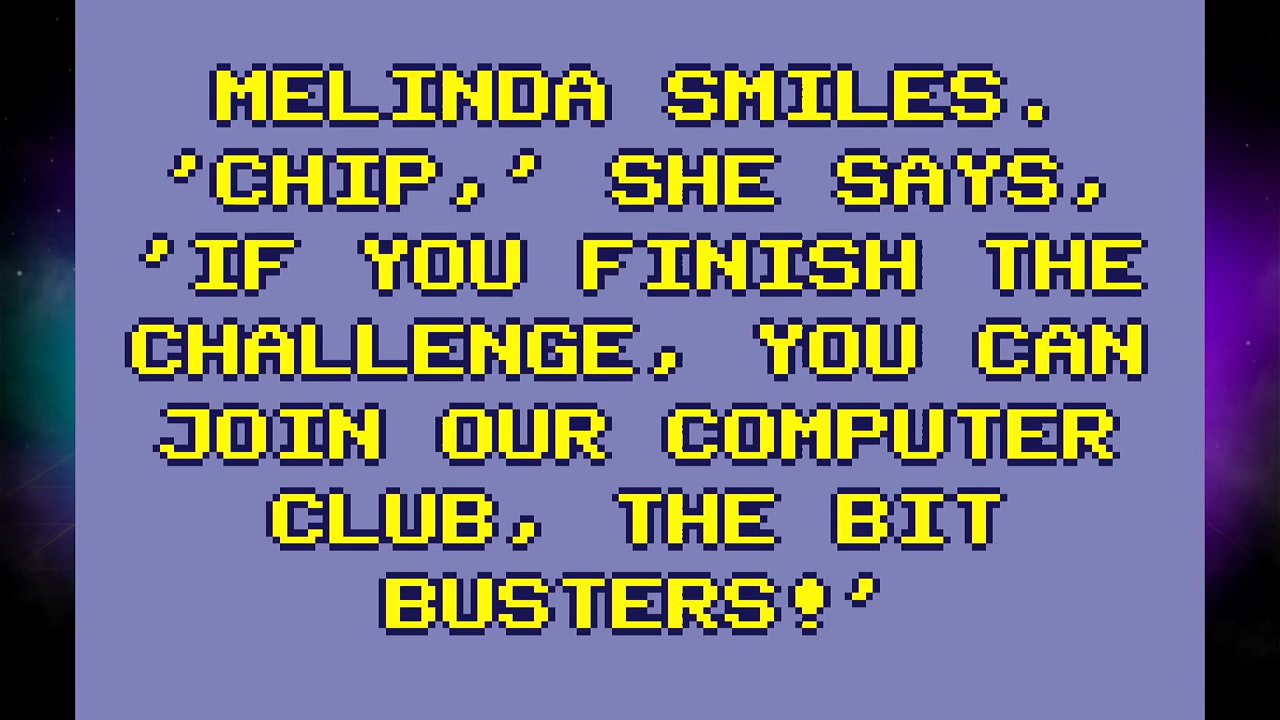 MELINDA SMILES.
'CHIP,' SHE SAYS,
'IF YOU FINISH THE
CHALLENGE, YOU CAN
JOIN OUR COMPUTER
CLUB, THE BIT
BUSTERS!'